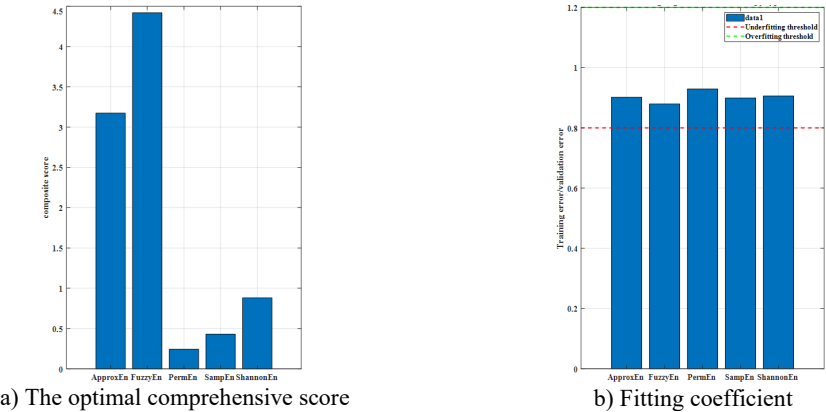 4.5
4
3.5
3
2.5
2
1.5
1
0.5
0
composite score
ApproxEn FuzzyEn PermEn SampEn ShannonEn
a) The optimal comprehensive score
1.2
1
0.8
0.6
0.4
0.2
0
Training error/validation error
data1
Underfitting threshold
Overfitting threshold
ApproxEn FuzzyEn PermEn SampEn ShannonEn
b) Fitting coefficient